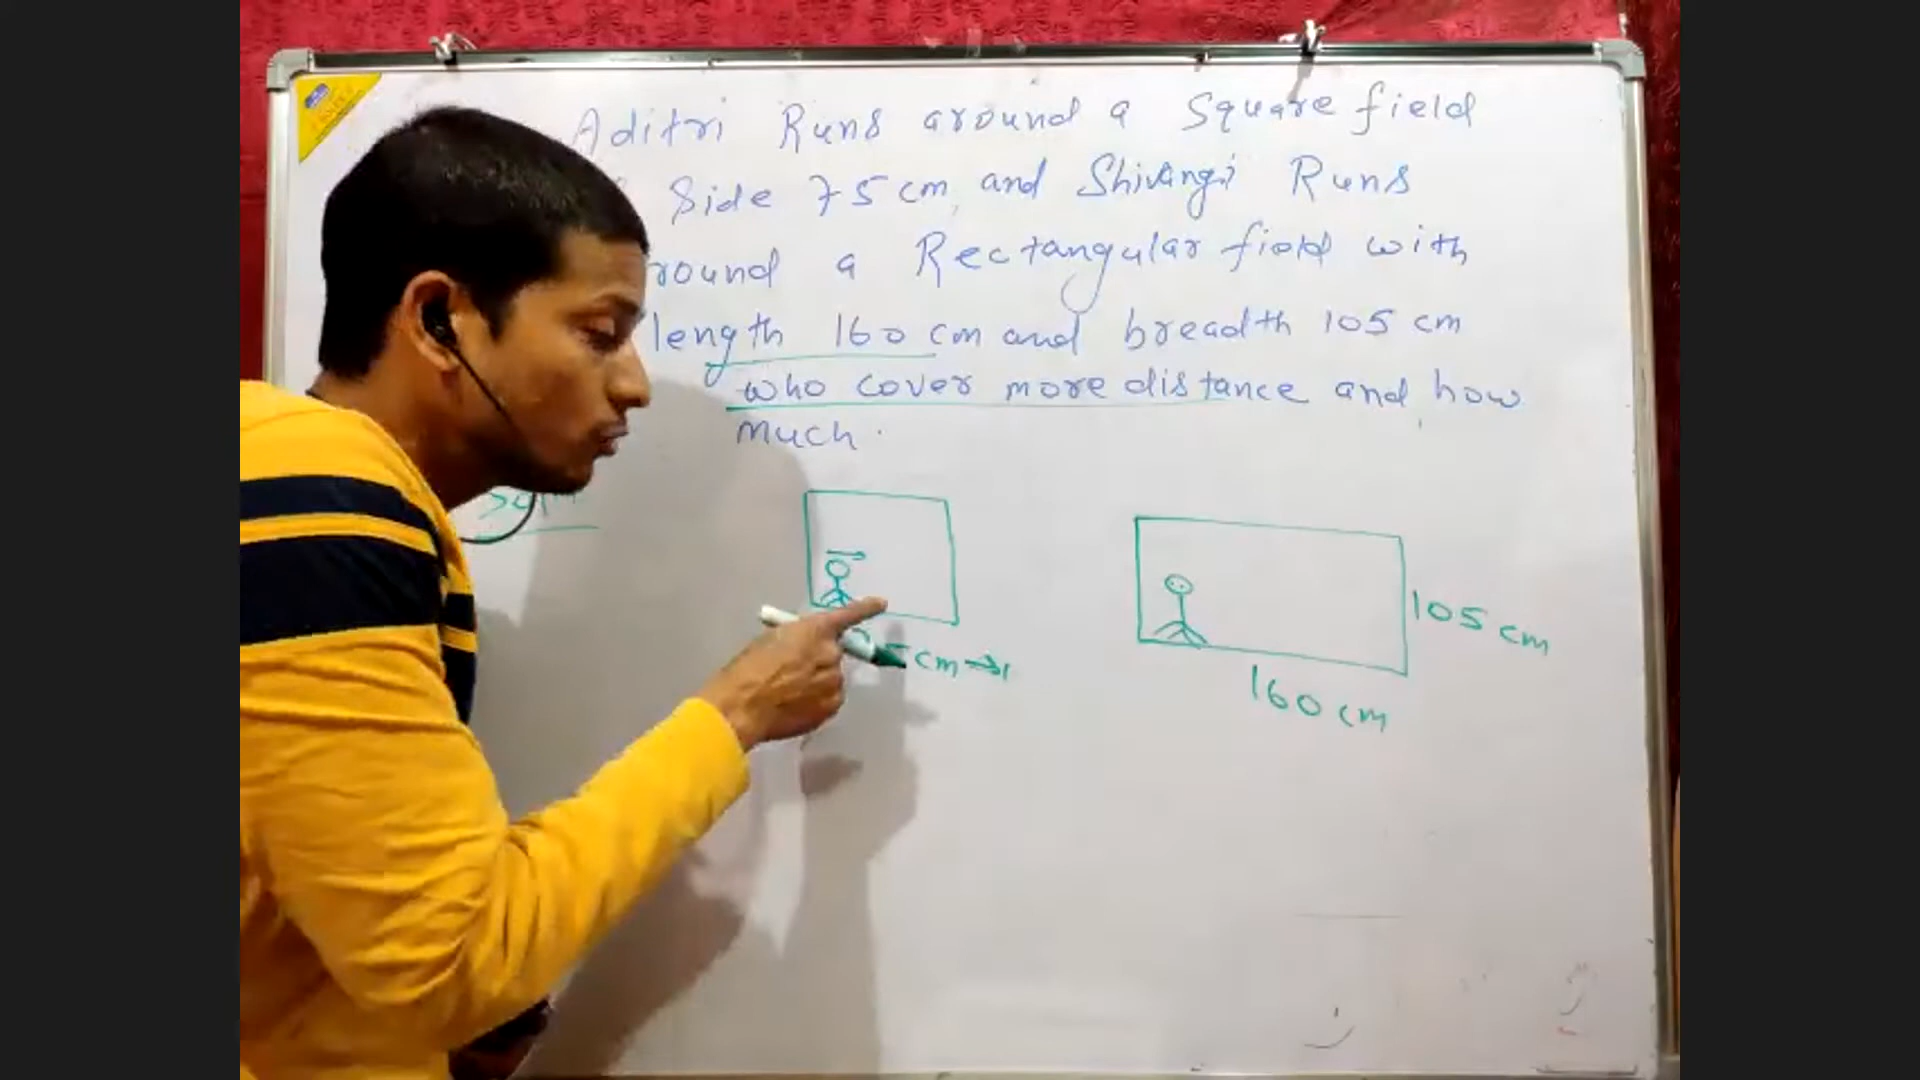 Aditri Runs around a Square field
Side 75 cm, and Shivangi Runs
round a Rectangular field with
length 160 cm and breadth 105 cm
who cover more distance and how
much.
5 cm
105 cm
160 cm